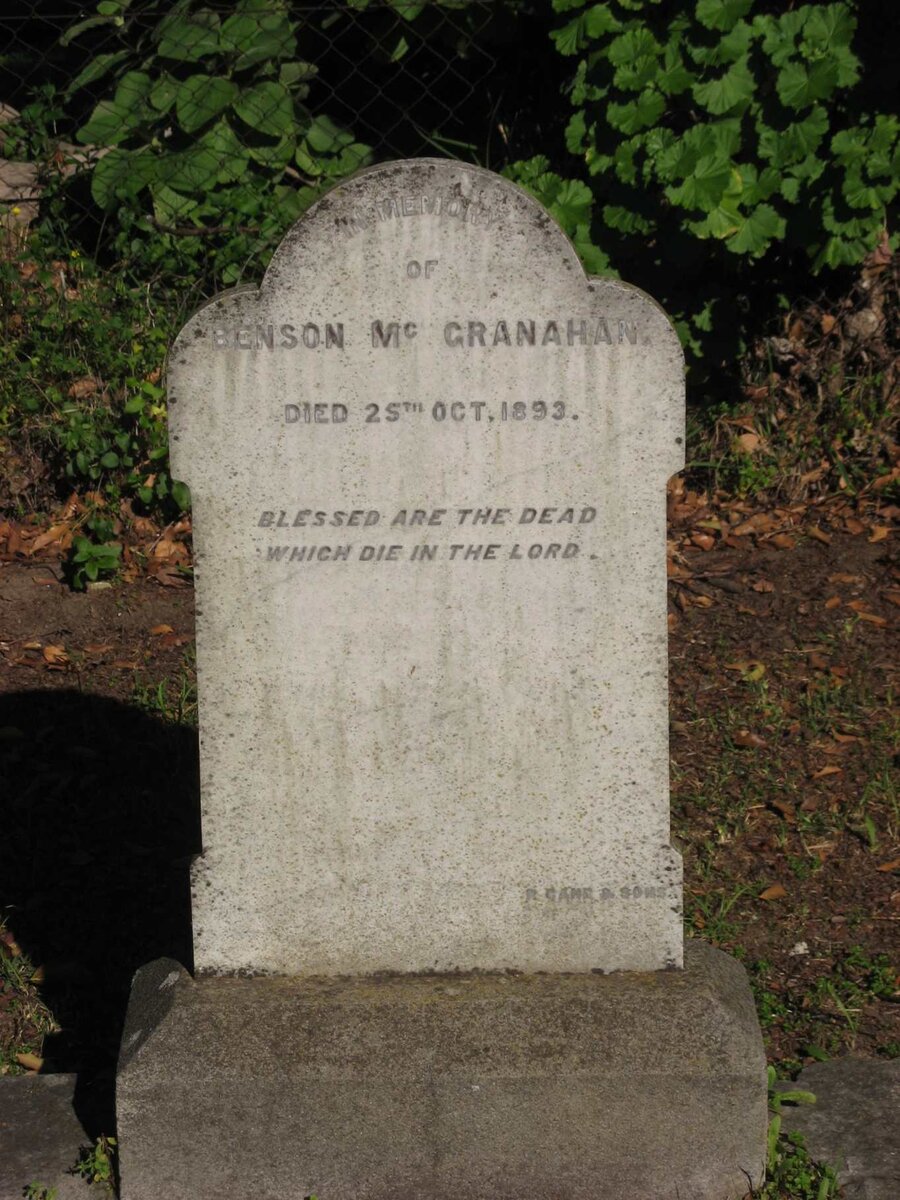 IN MEMORY
OF
BENSON Mc GRANAHAN.
DIED 25TH OCT, 1893.
BLESSED ARE THE DEAD
WHICH DIE IN THE LORD.
& SONS